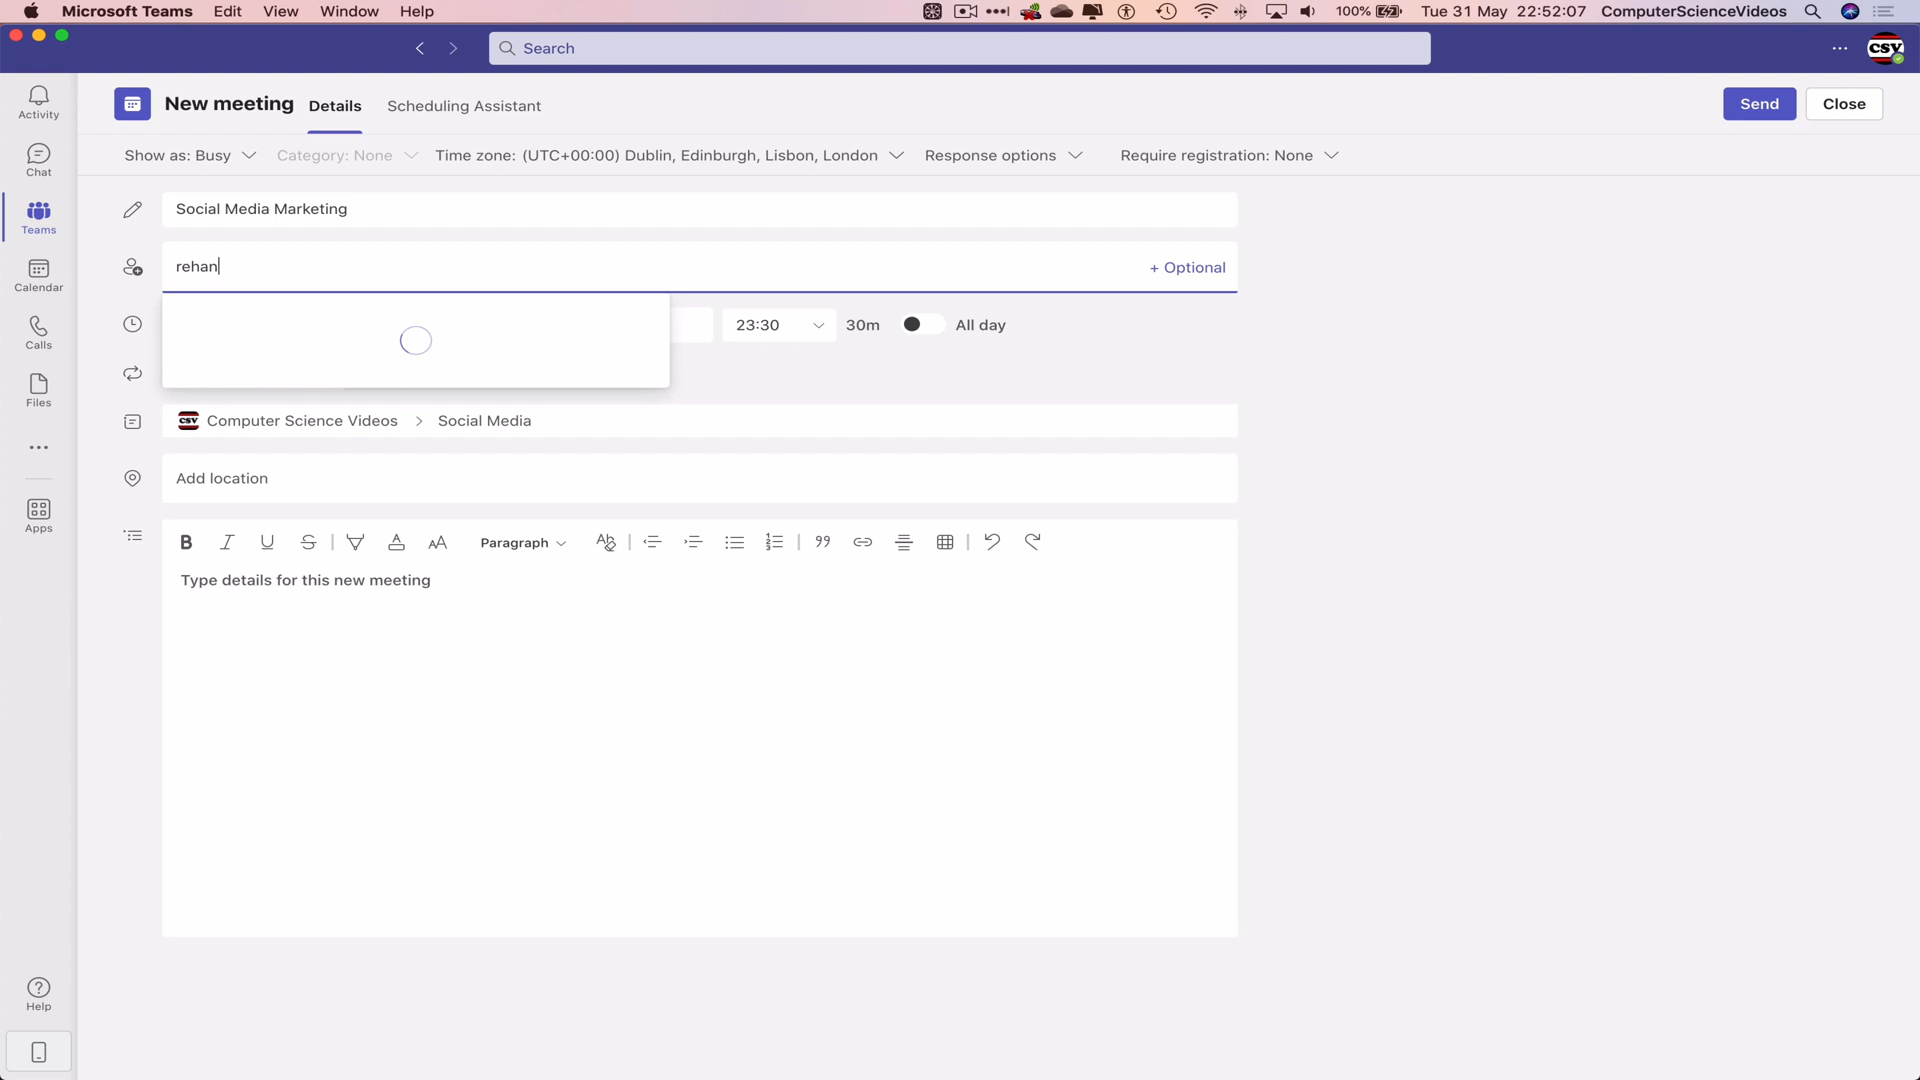 Microsoft Teams Edit View Window Help 100% Tue 31 May 22:52:07 ComputerScienceVideos
Search
CSV
Activity
Chat
Teams
Calendar
Calls
Files
Apps
Help
New meeting Details Scheduling Assistant Send Close
Show as: Busy Category: None Time zone: (UTC+00:00) Dublin, Edinburgh, Lisbon, London Response options Require registration: None
Social Media Marketing
rehan + Optional
23:30 30m All day
CSV Computer Science Videos > Social Media
Add location
Paragraph
Type details for this new meeting